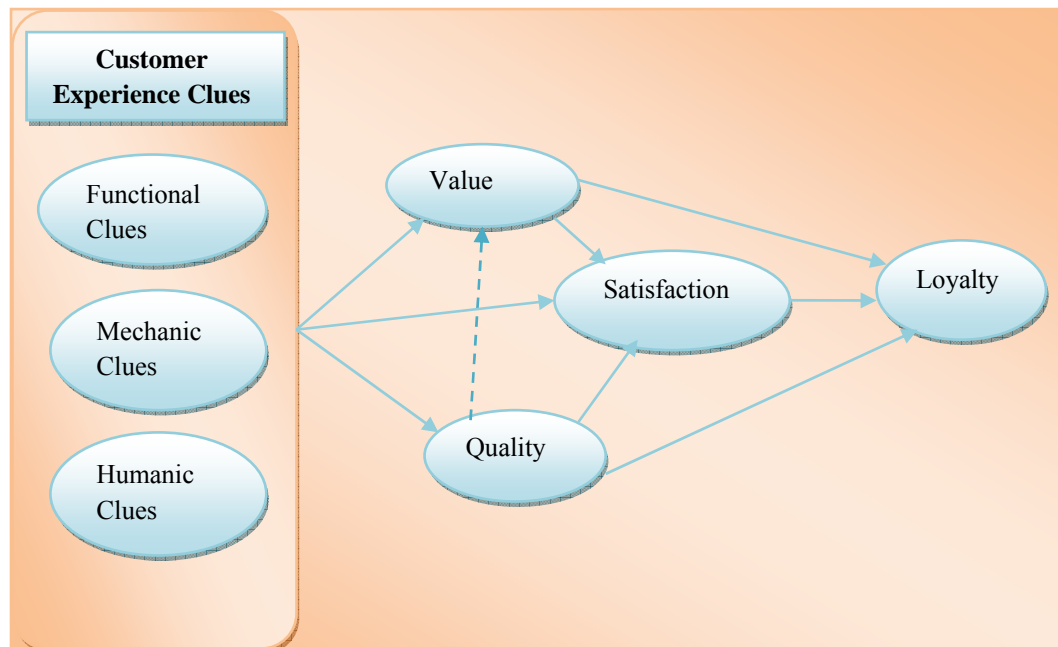 Customer
Experience Clues
Functional
Clues
Mechanic
Clues
Humanic
Clues
Value
Satisfaction
Quality
Loyalty